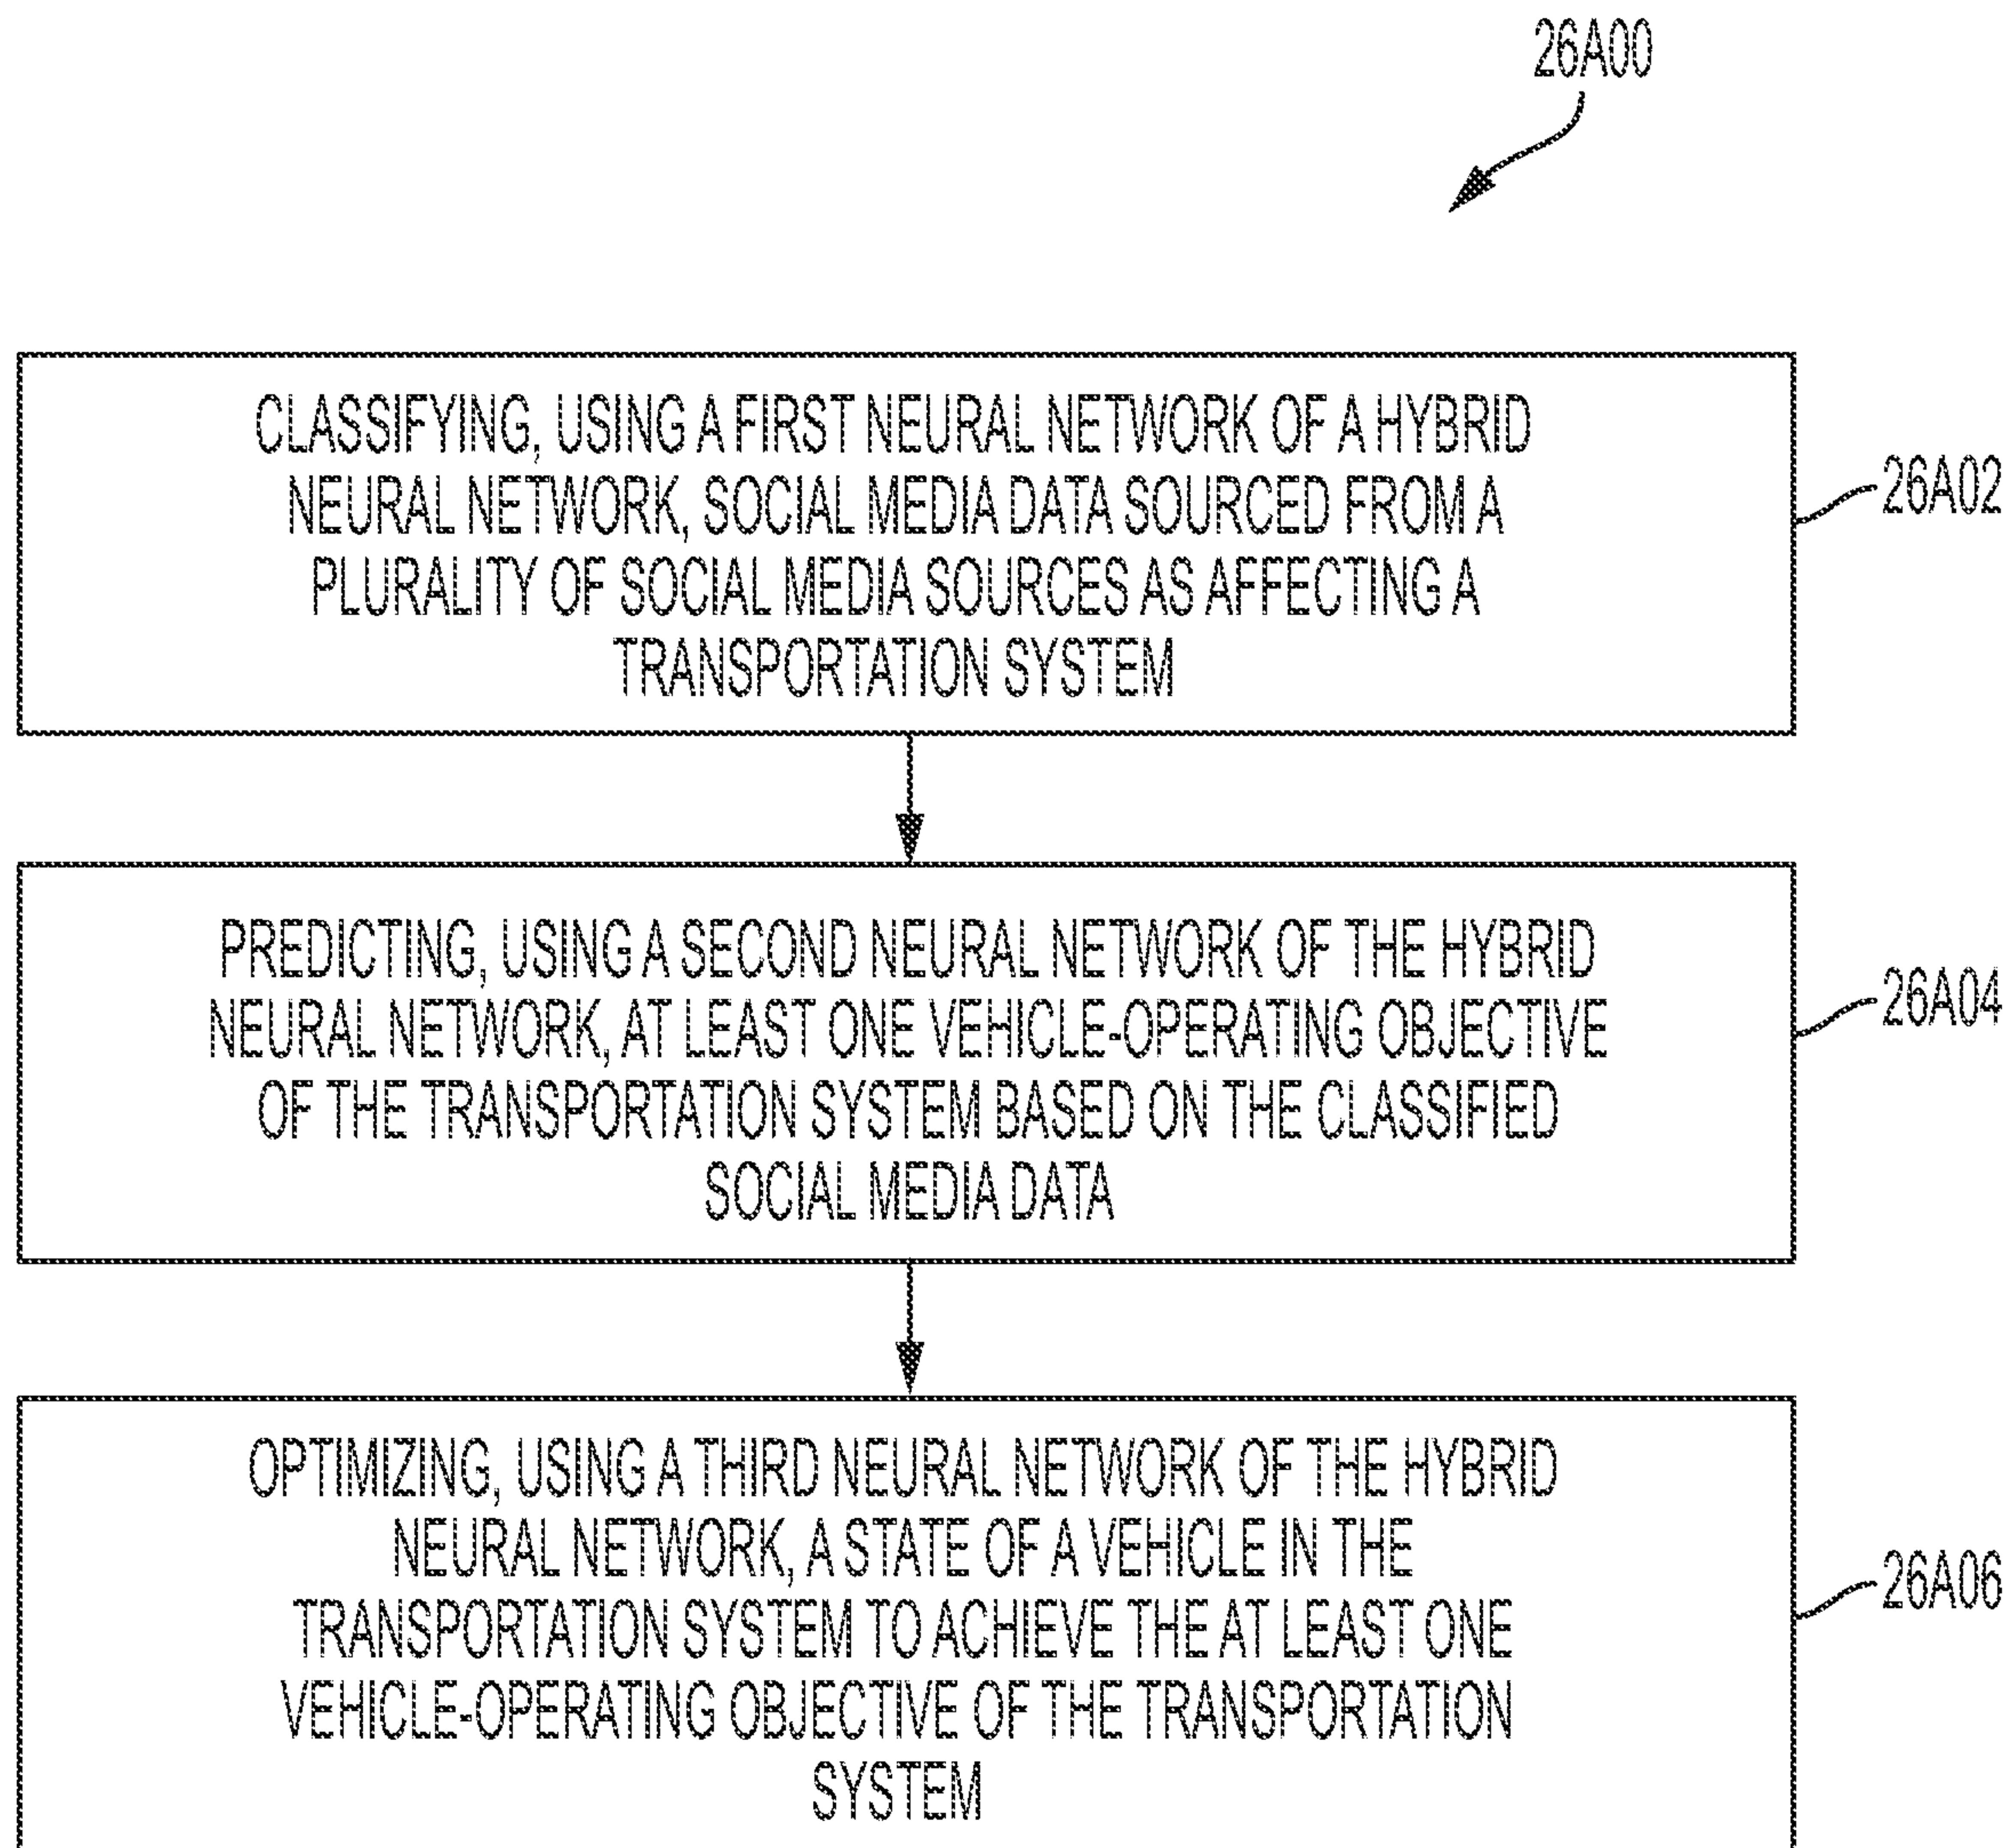 26A00
CLASSIFYING, USING A FIRST NEURAL NETWORK OF A HYBRID
NEURAL NETWORK, SOCIAL MEDIA DATA SOURCED FROM A
PLURALITY OF SOCIAL MEDIA SOURCES AS AFFECTING A
TRANSPORTATION SYSTEM
26A02
PREDICTING, USING A SECOND NEURAL NETWORK OF THE HYBRID
NEURAL NETWORK, AT LEAST ONE VEHICLE-OPERATING OBJECTIVE
OF THE TRANSPORTATION SYSTEM BASED ON THE CLASSIFIED
SOCIAL MEDIA DATA
26A04
OPTIMIZING, USING A THIRD NEURAL NETWORK OF THE HYBRID
NEURAL NETWORK, A STATE OF A VEHICLE IN THE
TRANSPORTATION SYSTEM TO ACHIEVE THE AT LEAST ONE
VEHICLE-OPERATING OBJECTIVE OF THE TRANSPORTATION
SYSTEM
26A06